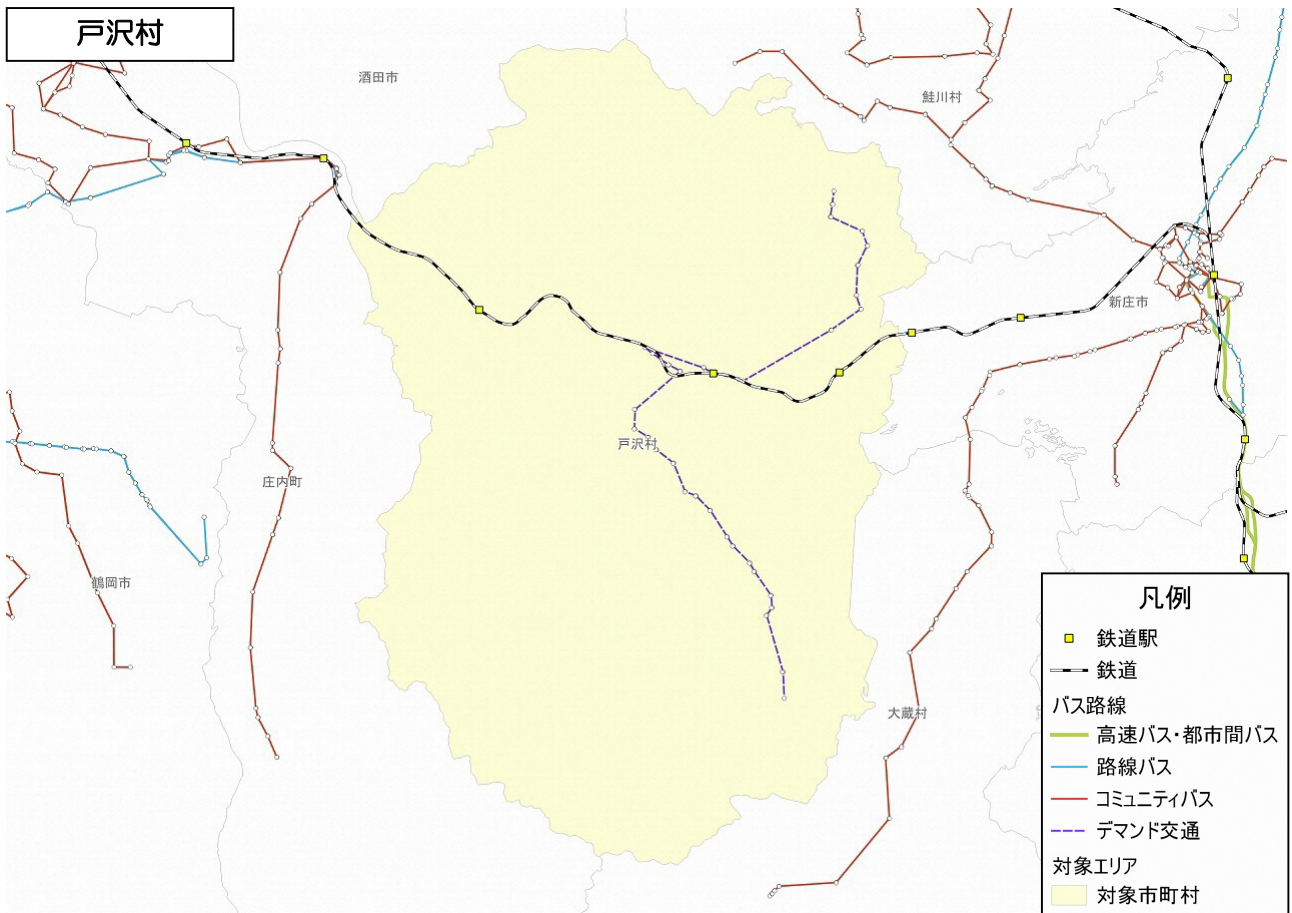 戸沢村
酒田市
鮭川村
新庄市
戸沢村
庄内町
鶴岡市
大蔵村
凡例
鉄道駅
鉄道
バス路線
高速バス・都市間バス
路線バス
コミュニティバス
デマンド交通
対象エリア
対象市町村